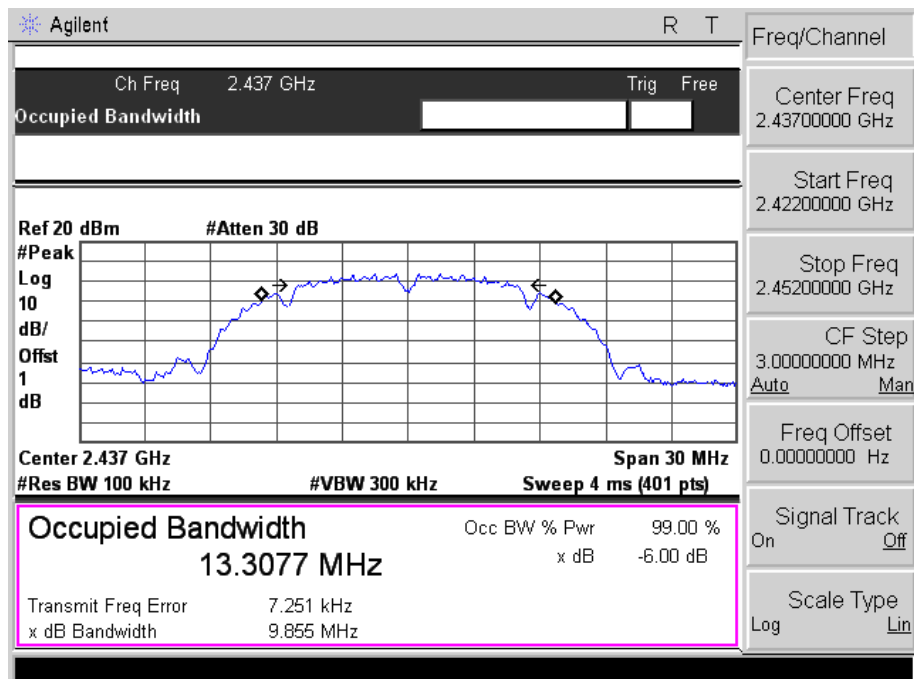 Agilent R T
Ch Freq 2.437 GHz Trig Free
Occupied Bandwidth
Ref 20 dBm #Atten 30 dB
#Peak
Log
10
dB/
Offst
1
dB
Center 2.437 GHz Span 30 MHz
#Res BW 100 kHz #VBW 300 kHz Sweep 4 ms (401 pts)
Occupied Bandwidth Occ BW % Pwr 99.00 %
13.3077 MHz x dB -6.00 dB
Transmit Freq Error 7.251 kHz
x dB Bandwidth 9.855 MHz
Freq/Channel
Center Freq
2.43700000 GHz
Start Freq
2.42200000 GHz
Stop Freq
2.45200000 GHz
CF Step
3.00000000 MHz
Auto Man
Freq Offset
0.00000000 Hz
Signal Track
On Off
Scale Type
Log Lin